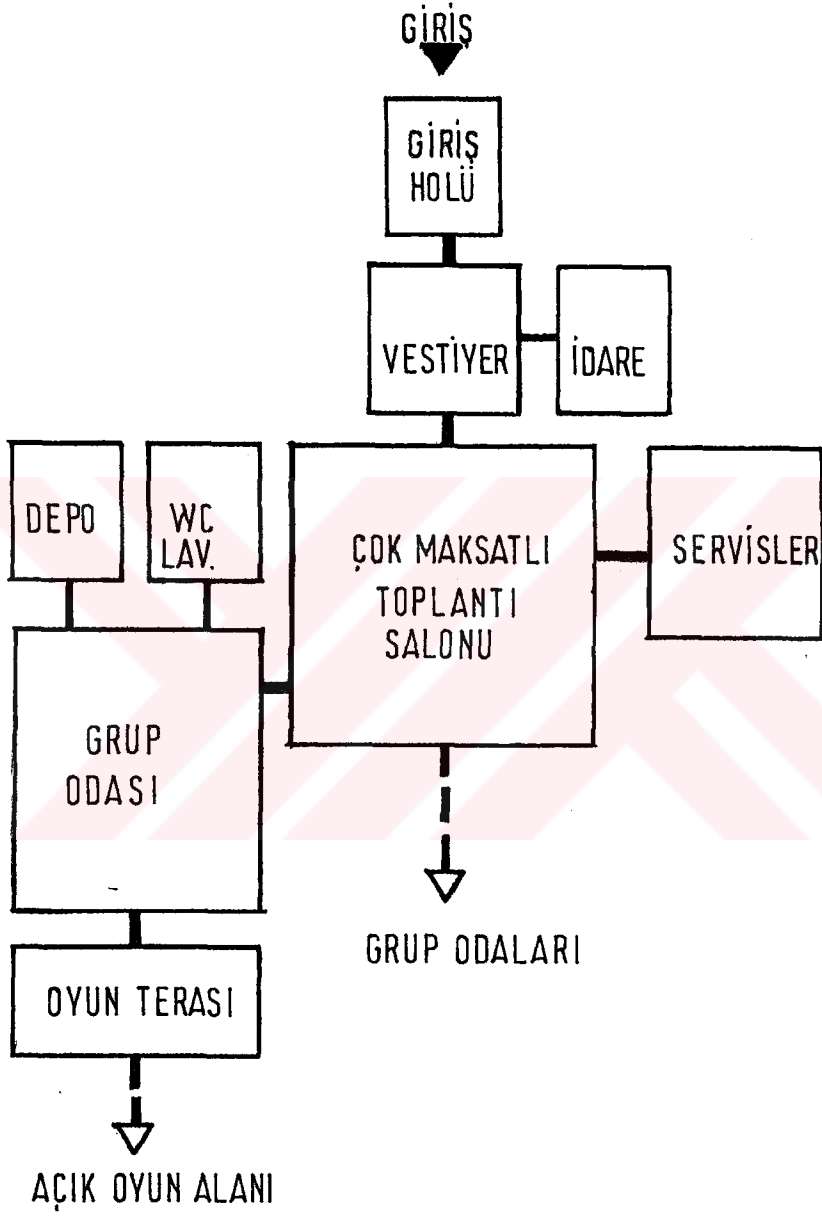 GİRİŞ
GİRİŞ
HOLÜ
VESTİYER
İDARE
DEPO
WC
LAV.
ÇOK MAKSATLI
TOPLANTI
SALONU
SERVİSLER
GRUP
ODASI
GRUP ODALARI
OYUN TERASI
AÇIK OYUN ALANI